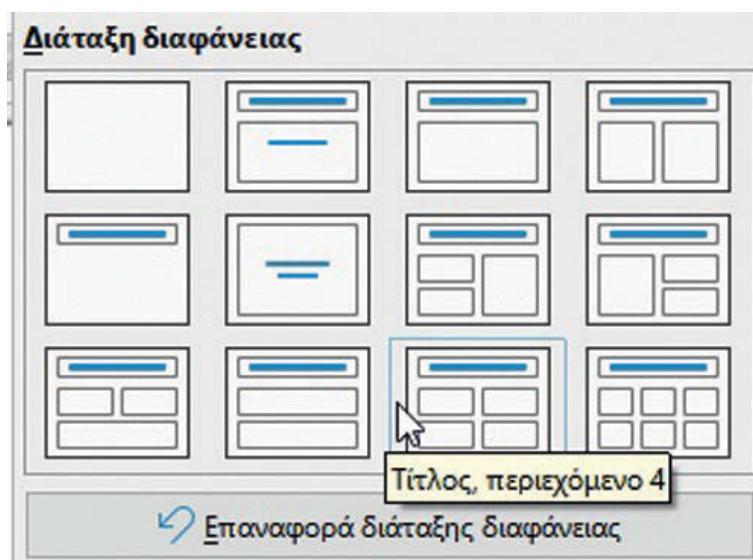 Διάταξη διαφάνειας
Τίτλος, περιεχόμενο 4
Επαναφορά διάταξης διαφάνειας